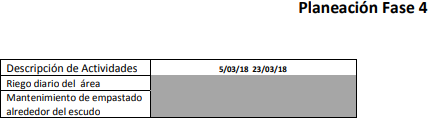 Planeación Fase 4
Descripción de Actividades 5/03/18 23/03/18
Riego diario del área
Mantenimiento de empastado
alrededor del escudo